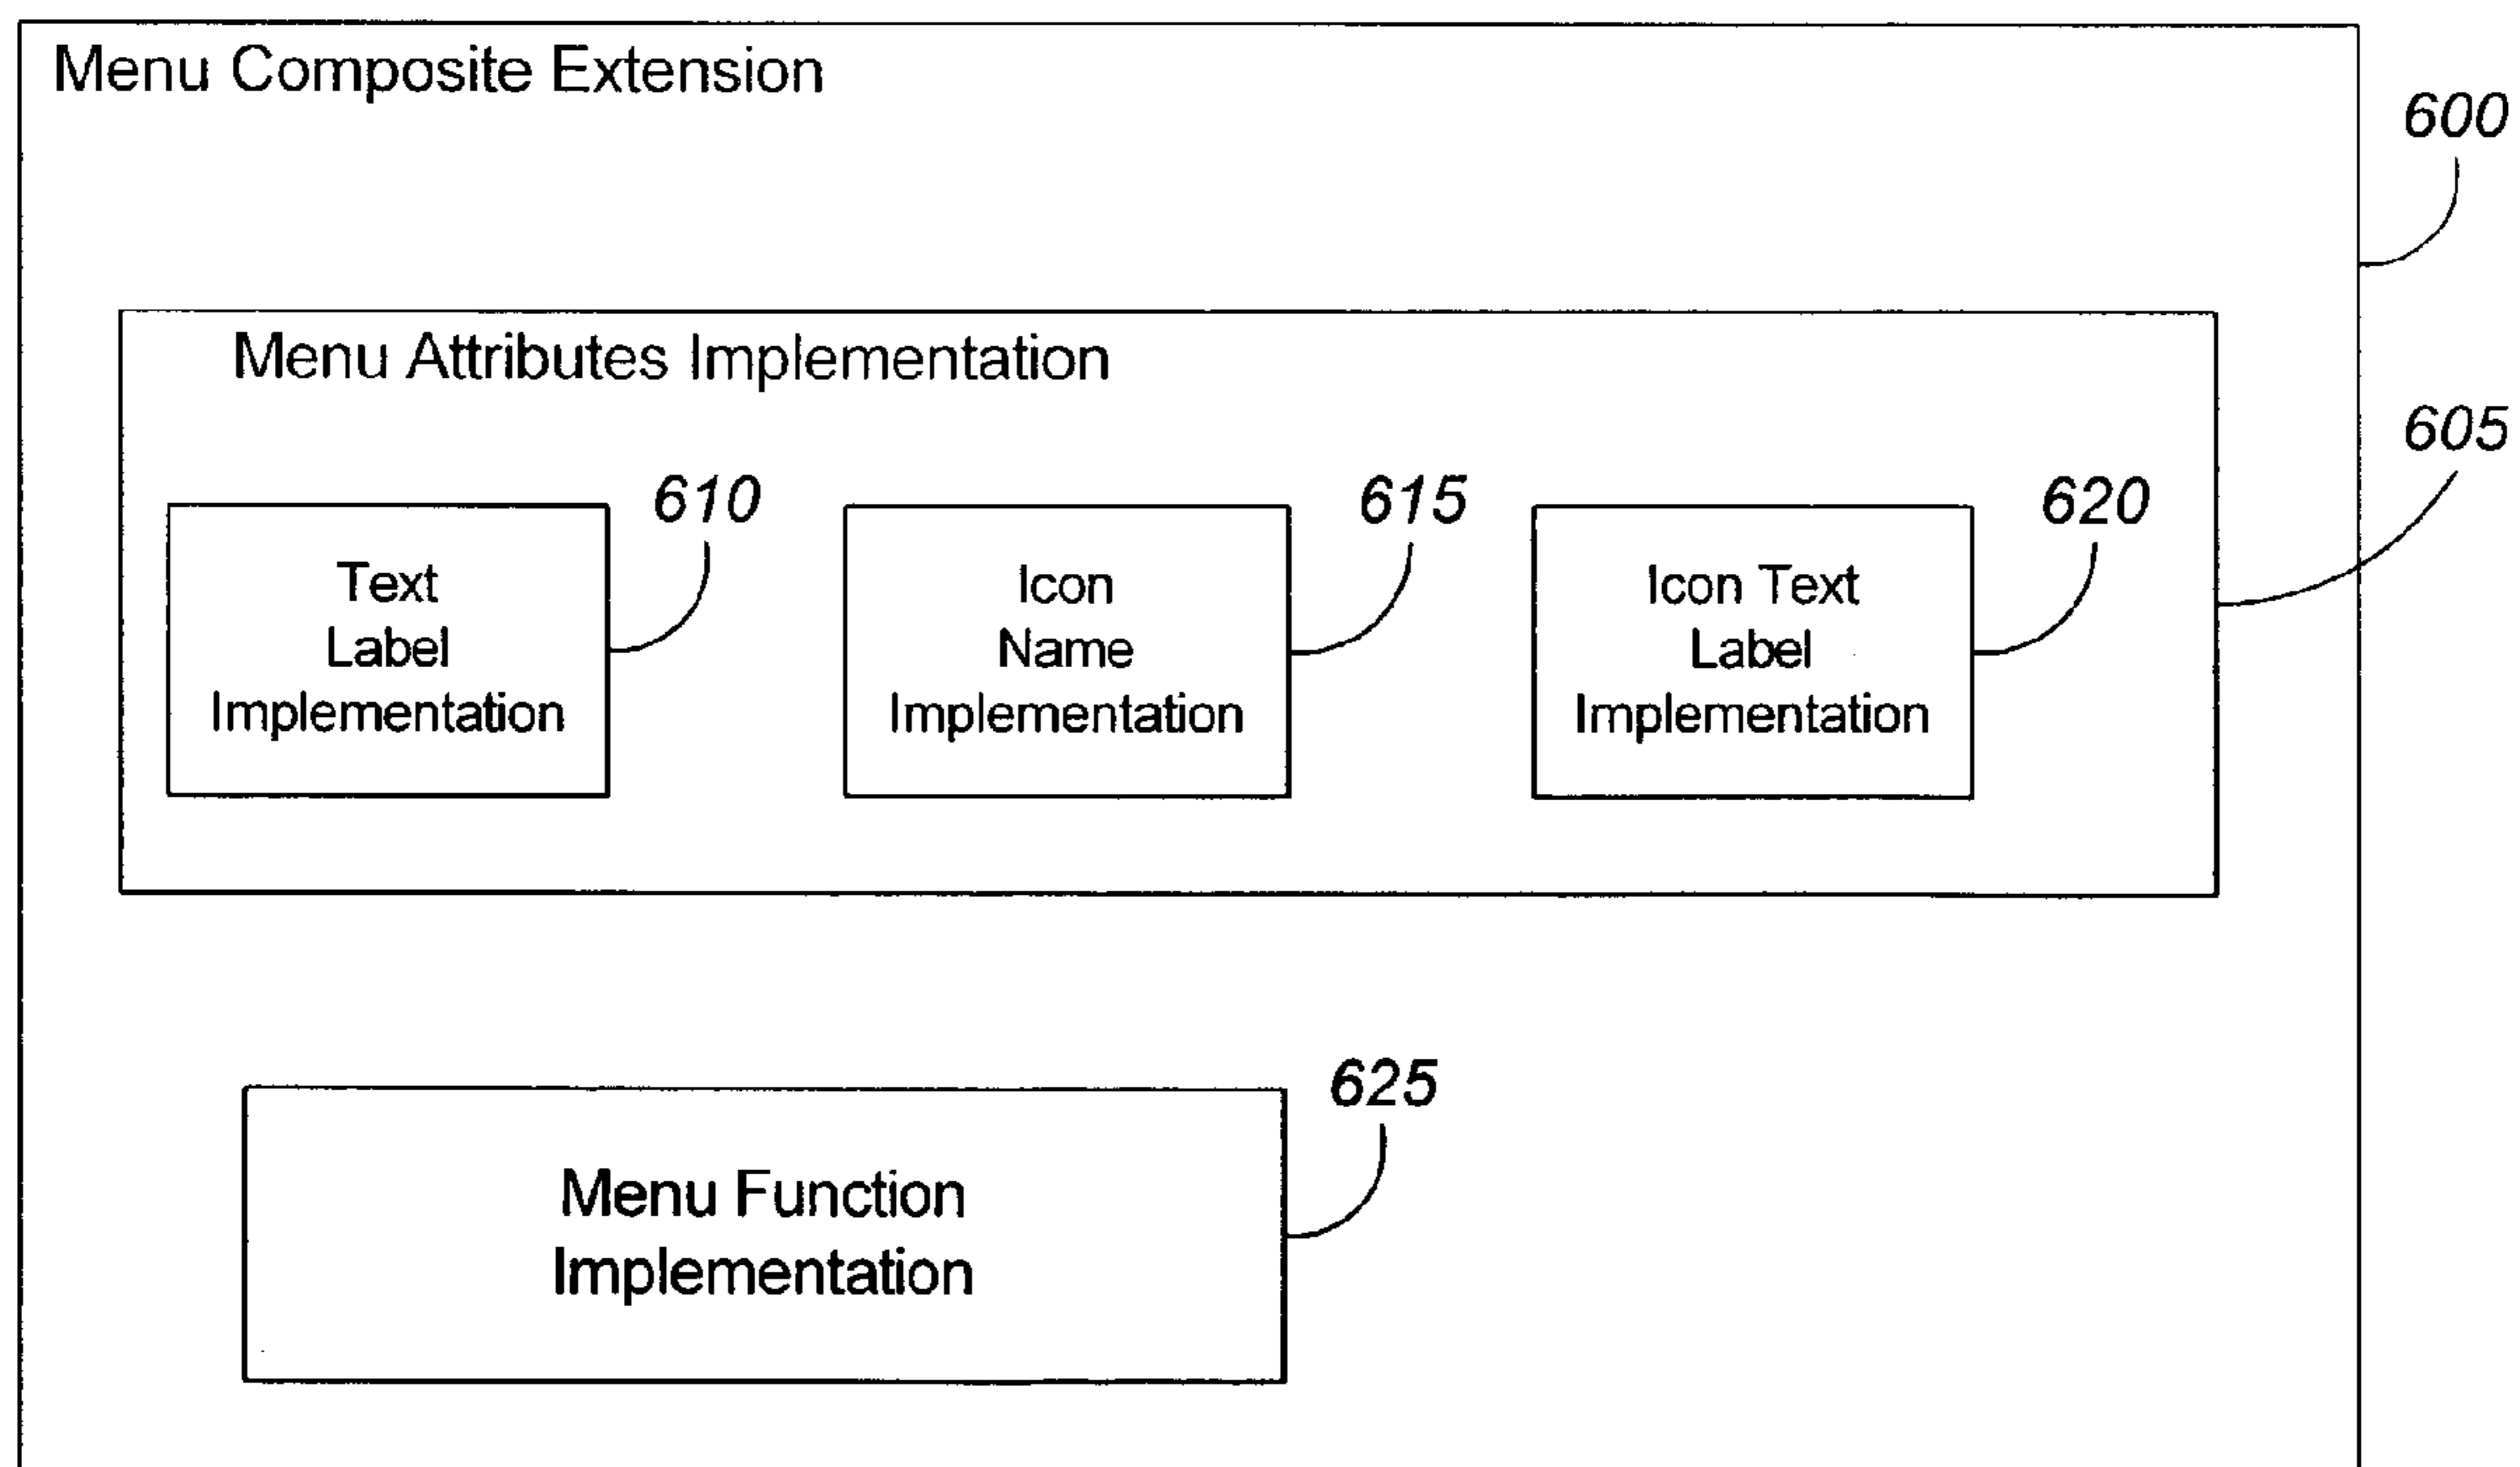 Menu Composite Extension
600
Menu Attributes Implementation
605
610
615
620
Text
Label
Implementation
Icon
Name
Implementation
Icon Text
Label
Implementation
625
Menu Function
Implementation